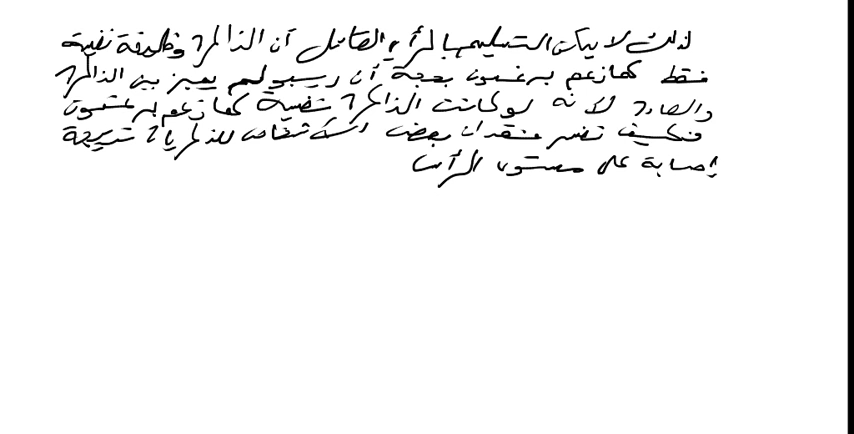 لذلك لا يمكن التسليم بالرأي القائل أن الذاكرة وظيفة نفسية
فقط كما زعم برغسون بحجة أن ريبو لم يميز بين الذاكرة
والعادة لأنه لو كانت الذاكرة نفسية كما زعم برغسون
فكيف نفسر فقدان بعض الأشخاص للذكريات نتيجة
إصابة على مستوى الرأس